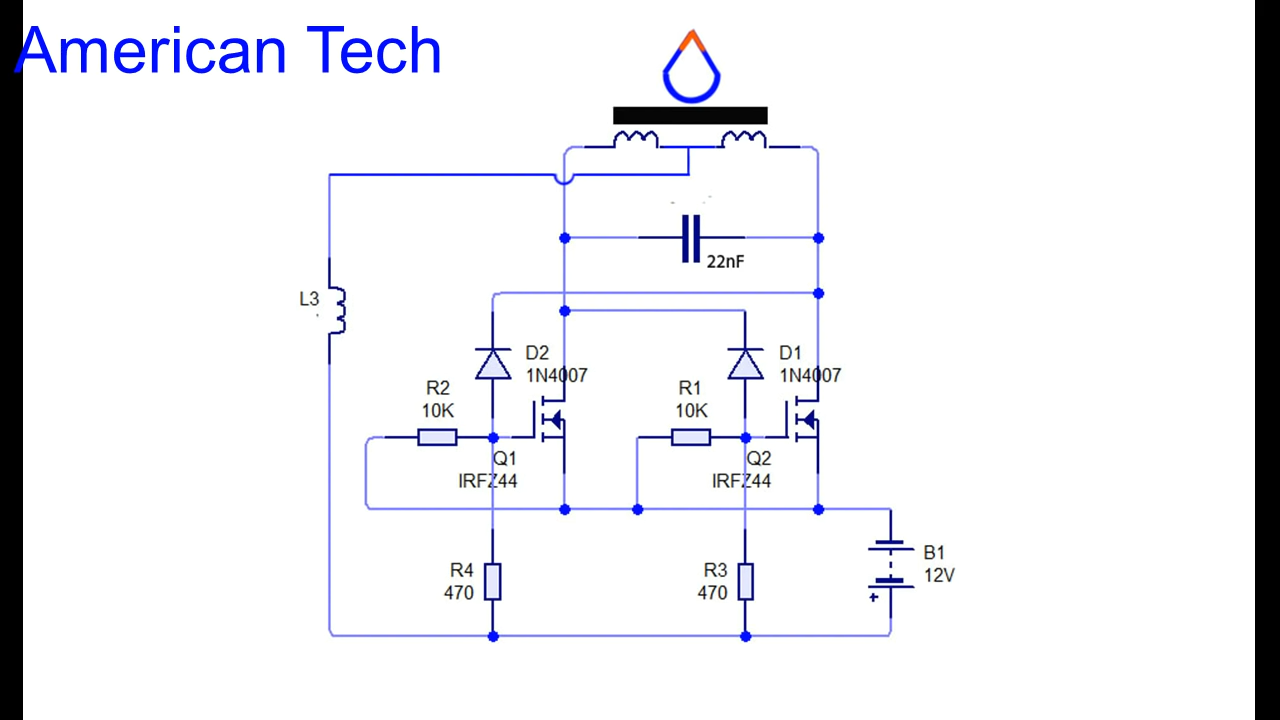 American Tech
22nF
L3
D2
1N4007
D1
1N4007
R2
10K
R1
10K
Q1
IRFZ44
Q2
IRFZ44
R4
470
R3
470
B1
12V
+